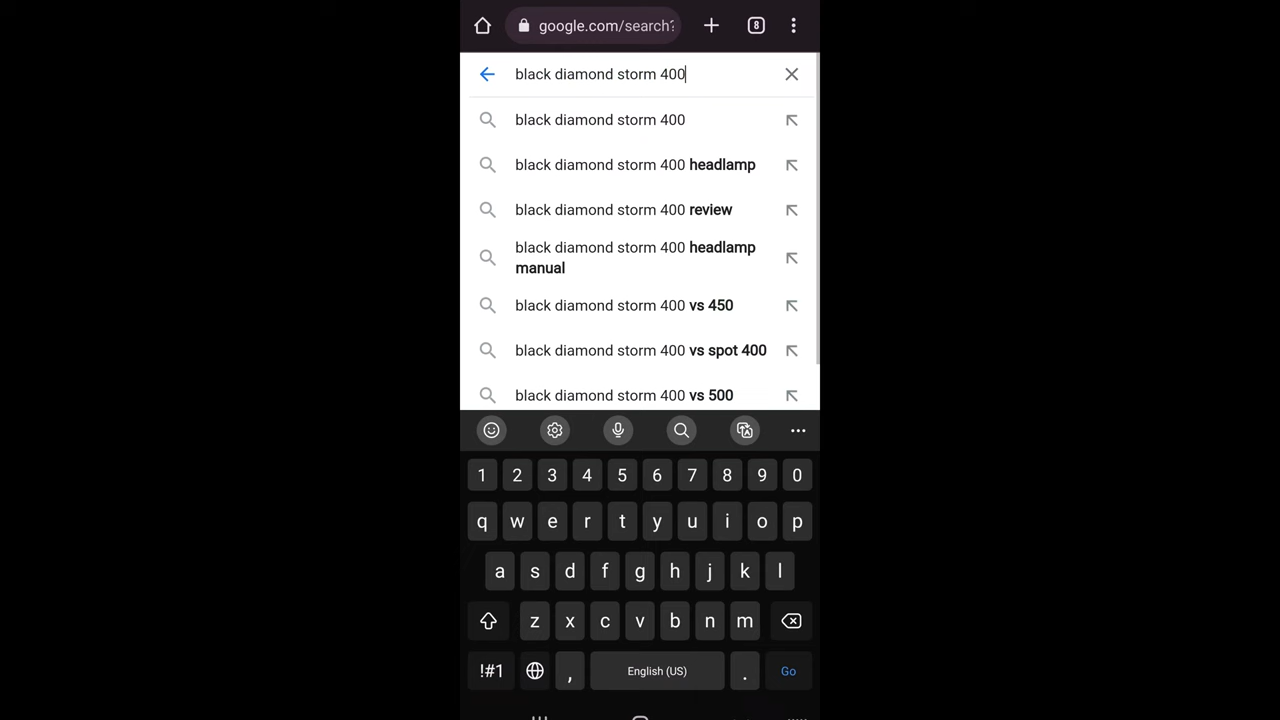 google.com/search?
8
black diamond storm 400
black diamond storm 400
black diamond storm 400 headlamp
black diamond storm 400 review
black diamond storm 400 headlamp
manual
black diamond storm 400 vs 450
black diamond storm 400 vs spot 400
black diamond storm 400 vs 500
1 2 3 4 5 6 7 8 9 0
q w e r t y u i o p
a s d f g h j k l
z x c v b n m
!#1 , English (US) . Go